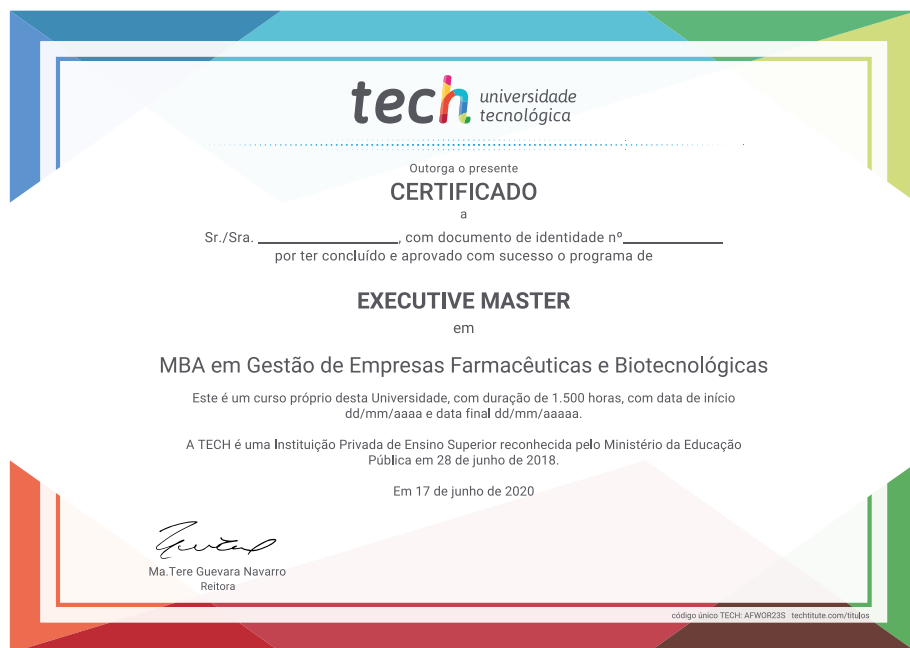 tech universidade
tecnológica
Outorga o presente
CERTIFICADO
a
Sr./Sra. ____________________, com documento de identidade nº______________
por ter concluído e aprovado com sucesso o programa de
EXECUTIVE MASTER
em
MBA em Gestão de Empresas Farmacêuticas e Biotecnológicas
Este é um curso próprio desta Universidade, com duração de 1.500 horas, com data de início
dd/mm/aaaa e data final dd/mm/aaaaa.
A TECH é uma Instituição Privada de Ensino Superior reconhecida pelo Ministério da Educação
Pública em 28 de junho de 2018.
Em 17 de junho de 2020
Ma.Tere Guevara Navarro
Reitora
código único TECH: AFWOR23S techtitute.com/titulos